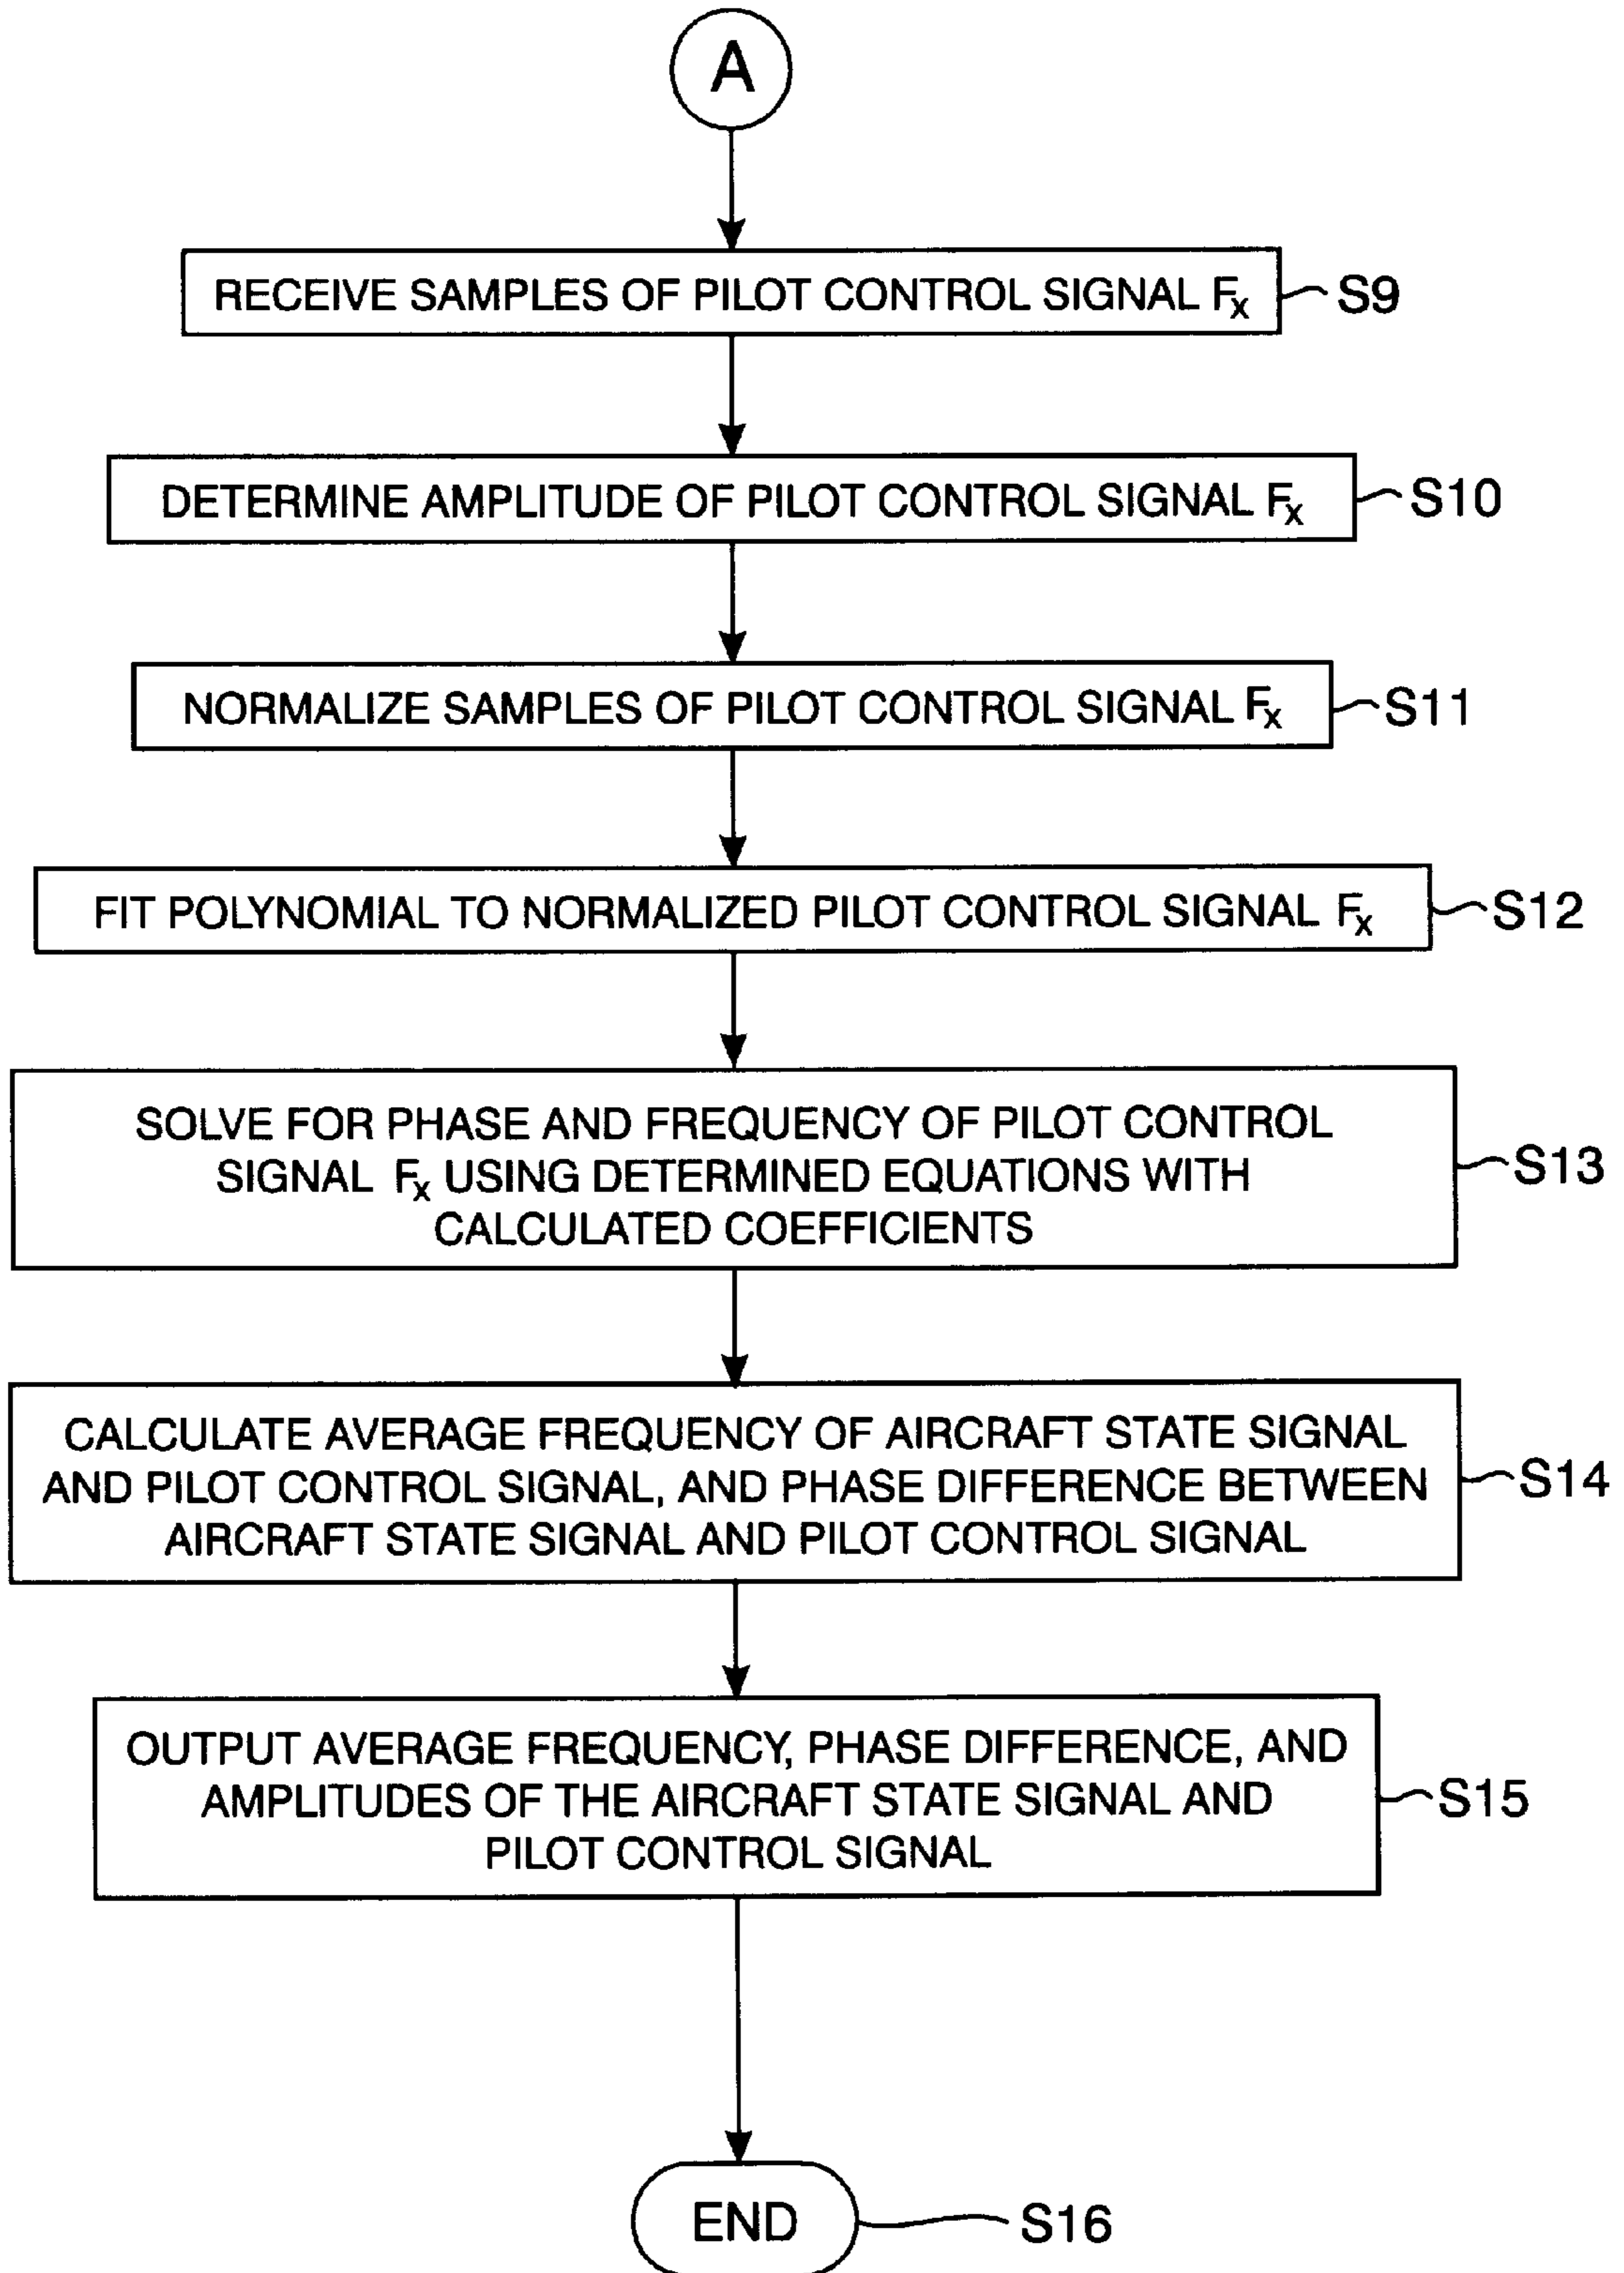 A
RECEIVE SAMPLES OF PILOT CONTROL SIGNAL Fx
S9
DETERMINE AMPLITUDE OF PILOT CONTROL SIGNAL Fx
S10
NORMALIZE SAMPLES OF PILOT CONTROL SIGNAL Fx
S11
FIT POLYNOMIAL TO NORMALIZED PILOT CONTROL SIGNAL Fx
S12
SOLVE FOR PHASE AND FREQUENCY OF PILOT CONTROL
SIGNAL Fx USING DETERMINED EQUATIONS WITH
CALCULATED COEFFICIENTS
S13
CALCULATE AVERAGE FREQUENCY OF AIRCRAFT STATE SIGNAL
AND PILOT CONTROL SIGNAL, AND PHASE DIFFERENCE BETWEEN
AIRCRAFT STATE SIGNAL AND PILOT CONTROL SIGNAL
S14
OUTPUT AVERAGE FREQUENCY, PHASE DIFFERENCE, AND
AMPLITUDES OF THE AIRCRAFT STATE SIGNAL AND
PILOT CONTROL SIGNAL
S15
END
S16